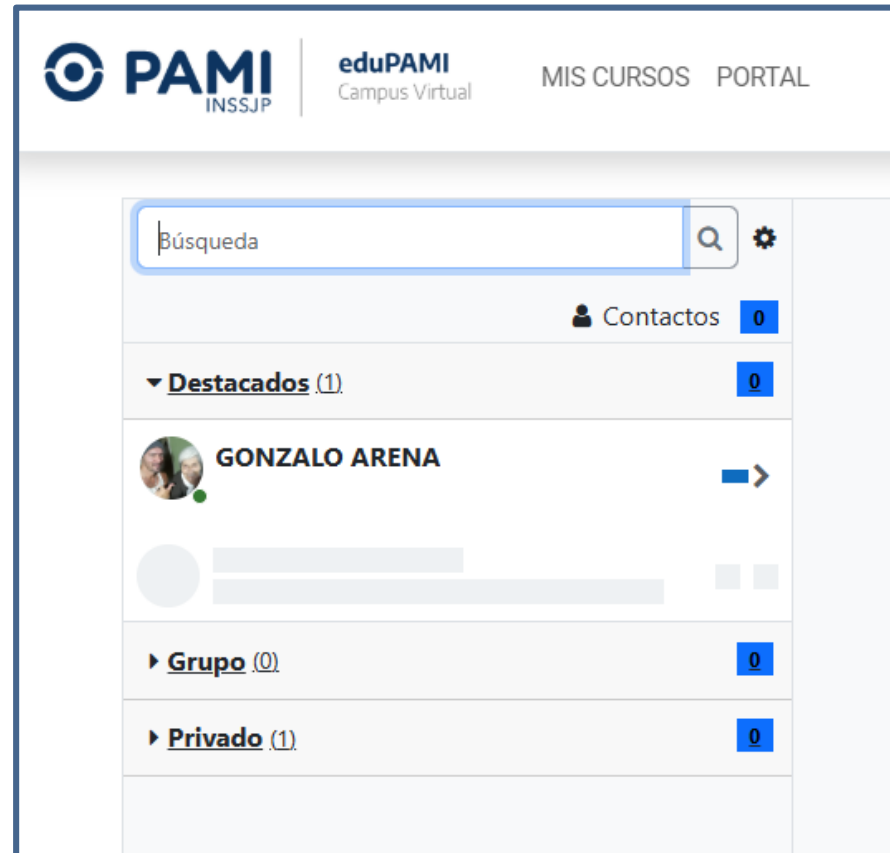 PAMI
INSSJP
eduPAMI
Campus Virtual
MIS CURSOS PORTAL
Búsqueda
Contactos 0
Destacados (1) 0
GONZALO ARENA
Grupo (0) 0
Privado (1) 0